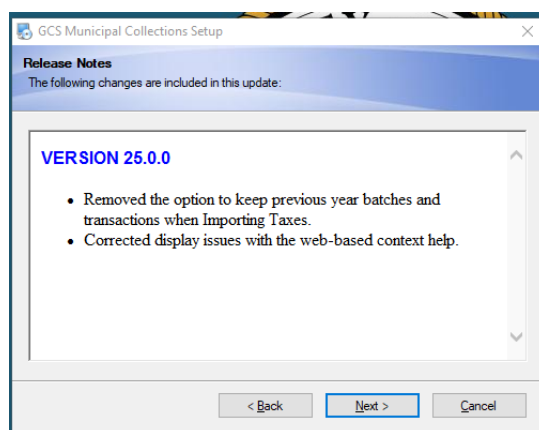 GCS Municipal Collections Setup
Release Notes
The following changes are included in this update:
VERSION 25.0.0
• Removed the option to keep previous year batches and
transactions when Importing Taxes.
• Corrected display issues with the web-based context help.
< Back
Next >
Cancel